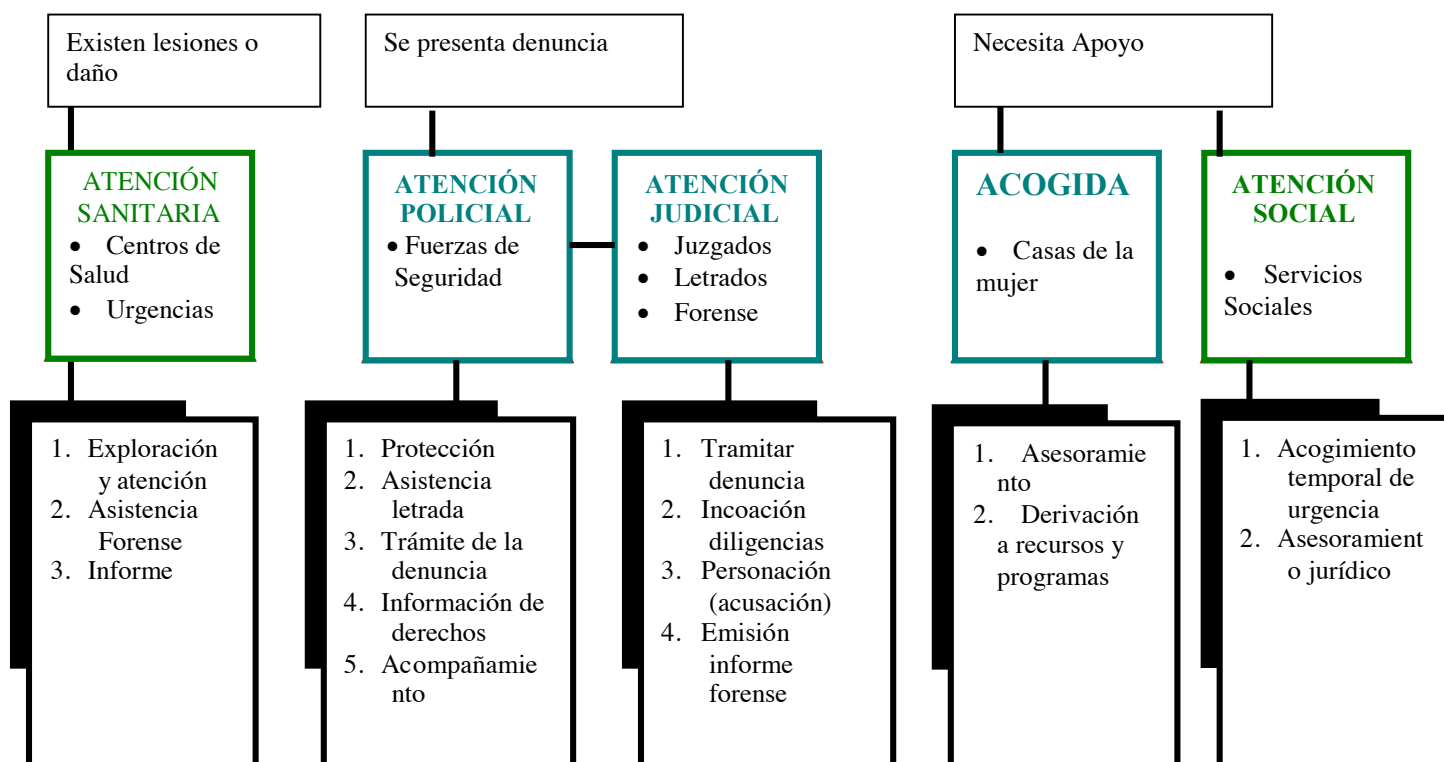 Existen lesiones o
daño
Se presenta denuncia
Necesita Apoyo
ATENCIÓN
SANITARIA
• Centros de
Salud
• Urgencias
ATENCIÓN
POLICIAL
• Fuerzas de
Seguridad
ATENCIÓN
JUDICIAL
• Juzgados
• Letrados
• Forense
ACOGIDA
• Casas de la
mujer
ATENCIÓN
SOCIAL
• Servicios
Sociales
1. Exploración
y atención
2. Asistencia
Forense
3. Informe
1. Protección
2. Asistencia
letrada
3. Trámite de la
denuncia
4. Información de
derechos
5. Acompañamie
nto
1. Tramitar
denuncia
2. Incoación
diligencias
3. Personación
(acusación)
4. Emisión
informe
forense
1. Asesoramie
nto
2. Derivación
a recursos y
programas
1. Acogimiento
temporal de
urgencia
2. Asesoramient
o jurídico